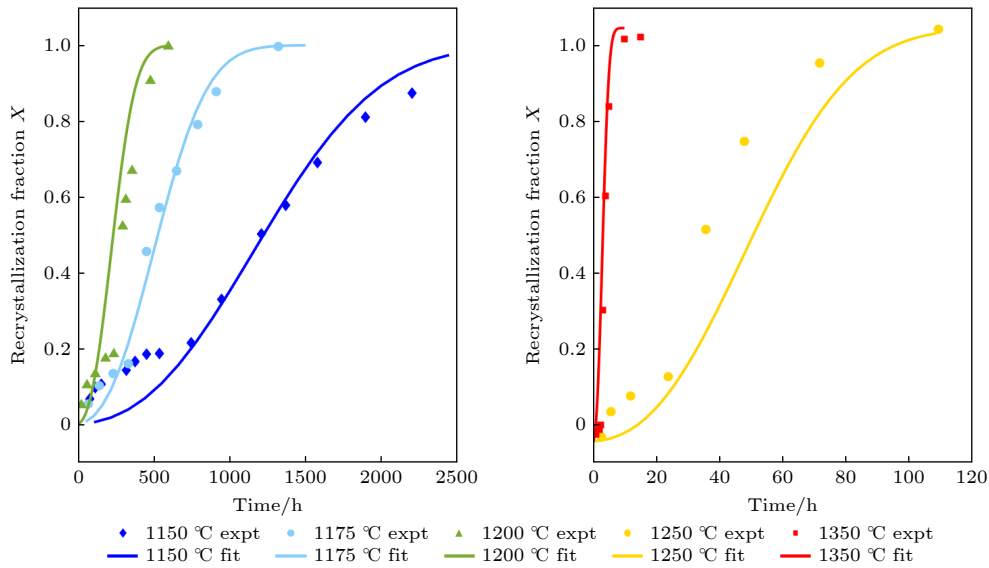 1.0
0.8
0.6
0.4
0.2
0
Recrystallization fraction X
0 500 1000 1500 2000 2500
Time/h
1.0
0.8
0.6
0.4
0.2
0
Recrystallization fraction X
0 20 40 60 80 100 120
Time/h
1150 ℃ expt 1175 ℃ expt 1200 ℃ expt 1250 ℃ expt 1350 ℃ expt
1150 ℃ fit 1175 ℃ fit 1200 ℃ fit 1250 ℃ fit 1350 ℃ fit